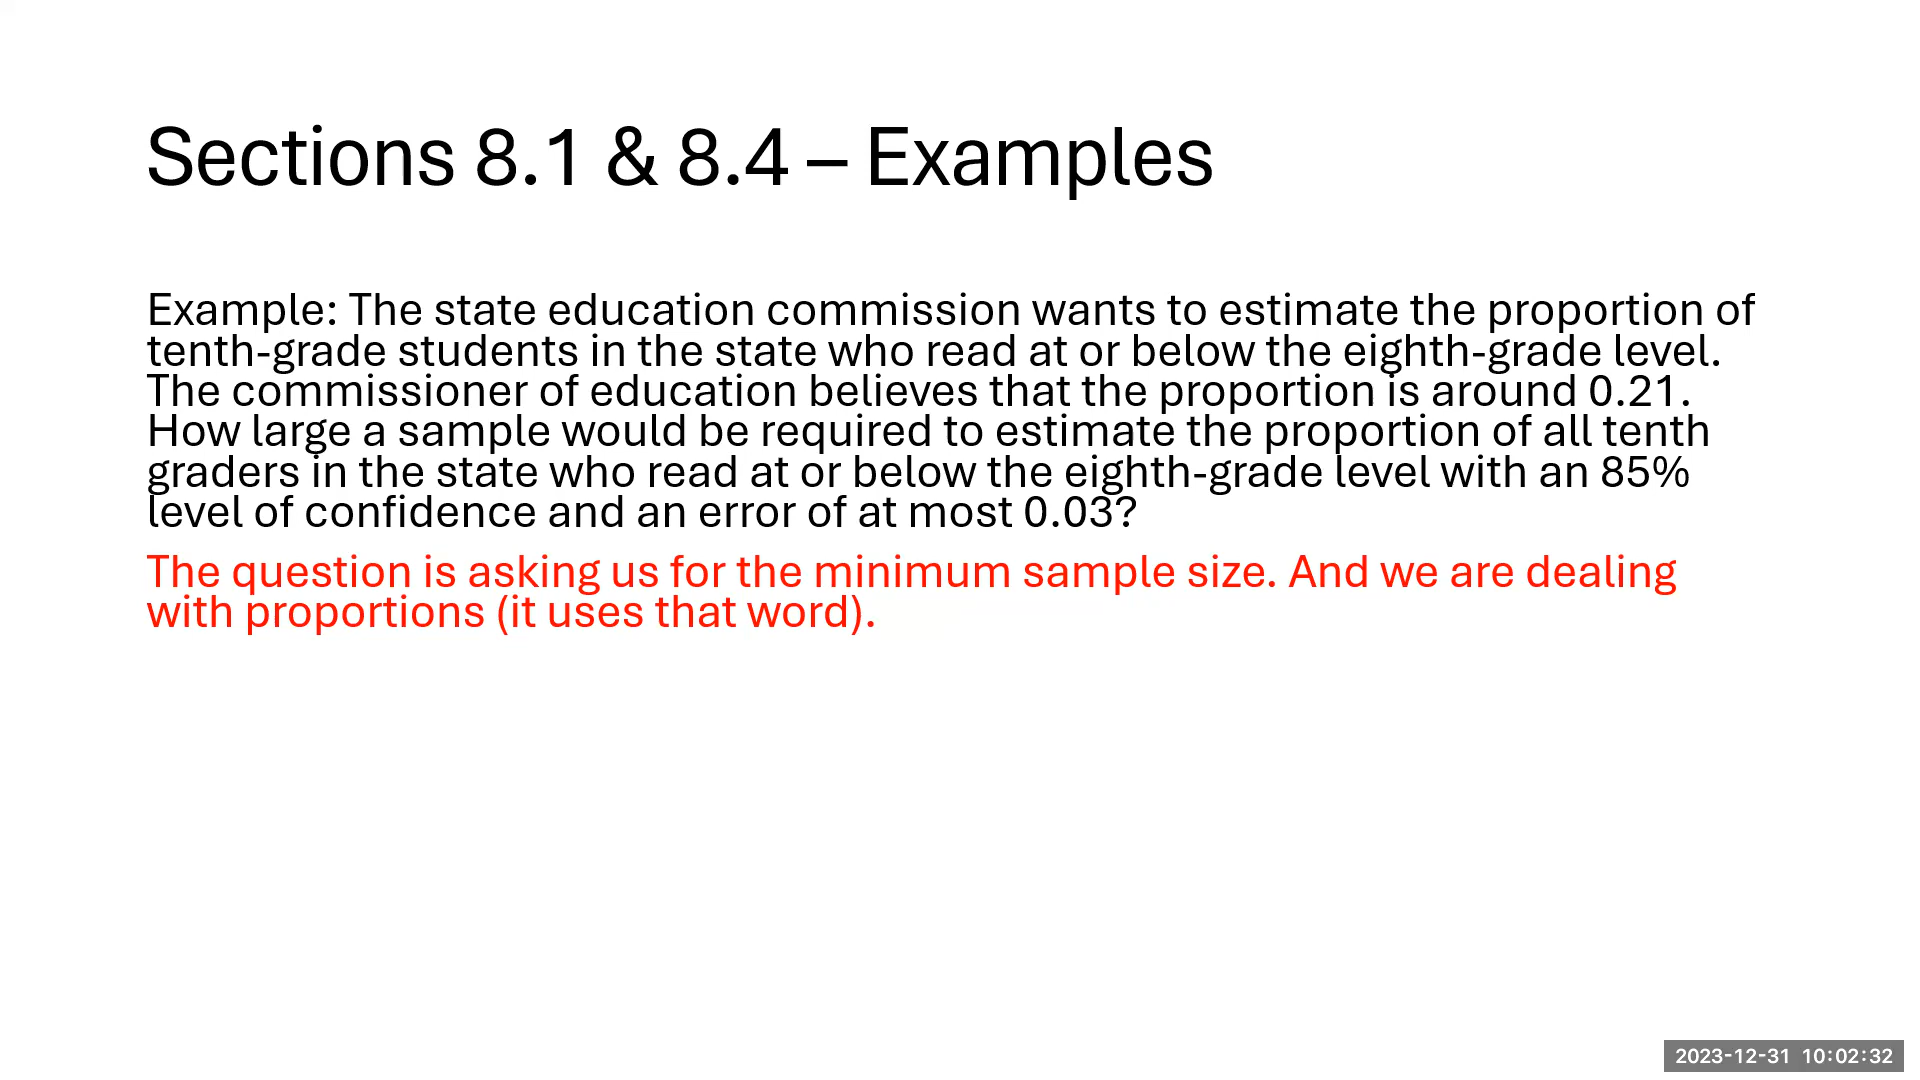 Sections 8.1 & 8.4 – Examples
Example: The state education commission wants to estimate the proportion of
tenth-grade students in the state who read at or below the eighth-grade level.
The commissioner of education believes that the proportion is around 0.21.
How large a sample would be required to estimate the proportion of all tenth
graders in the state who read at or below the eighth-grade level with an 85%
level of confidence and an error of at most 0.03?
The question is asking us for the minimum sample size. And we are dealing
with proportions (it uses that word).
2023-12-31 10:02:32